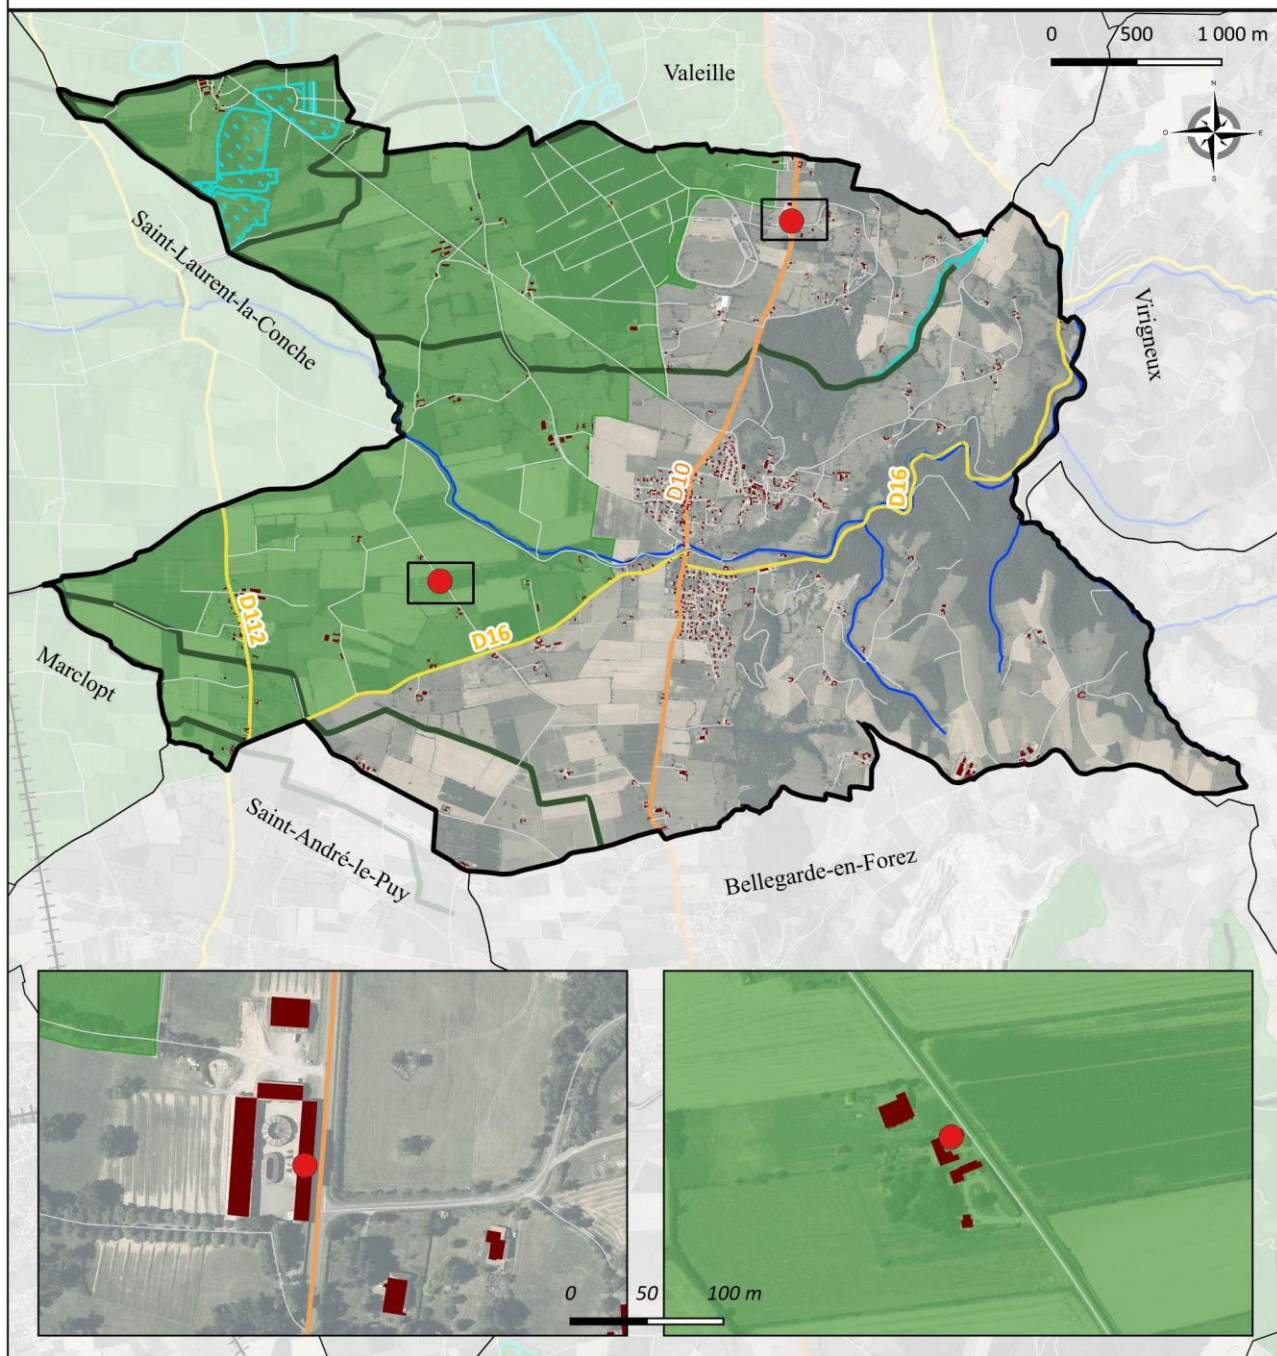 0 500 1 000 m
Valeille
N
O E
S
Saint-Laurent-la-Conche
Virigneux
D10
D16
D112
D16
Marclopt
Saint-André-le-Puy
Bellegarde-en-Forez
0 50 100 m